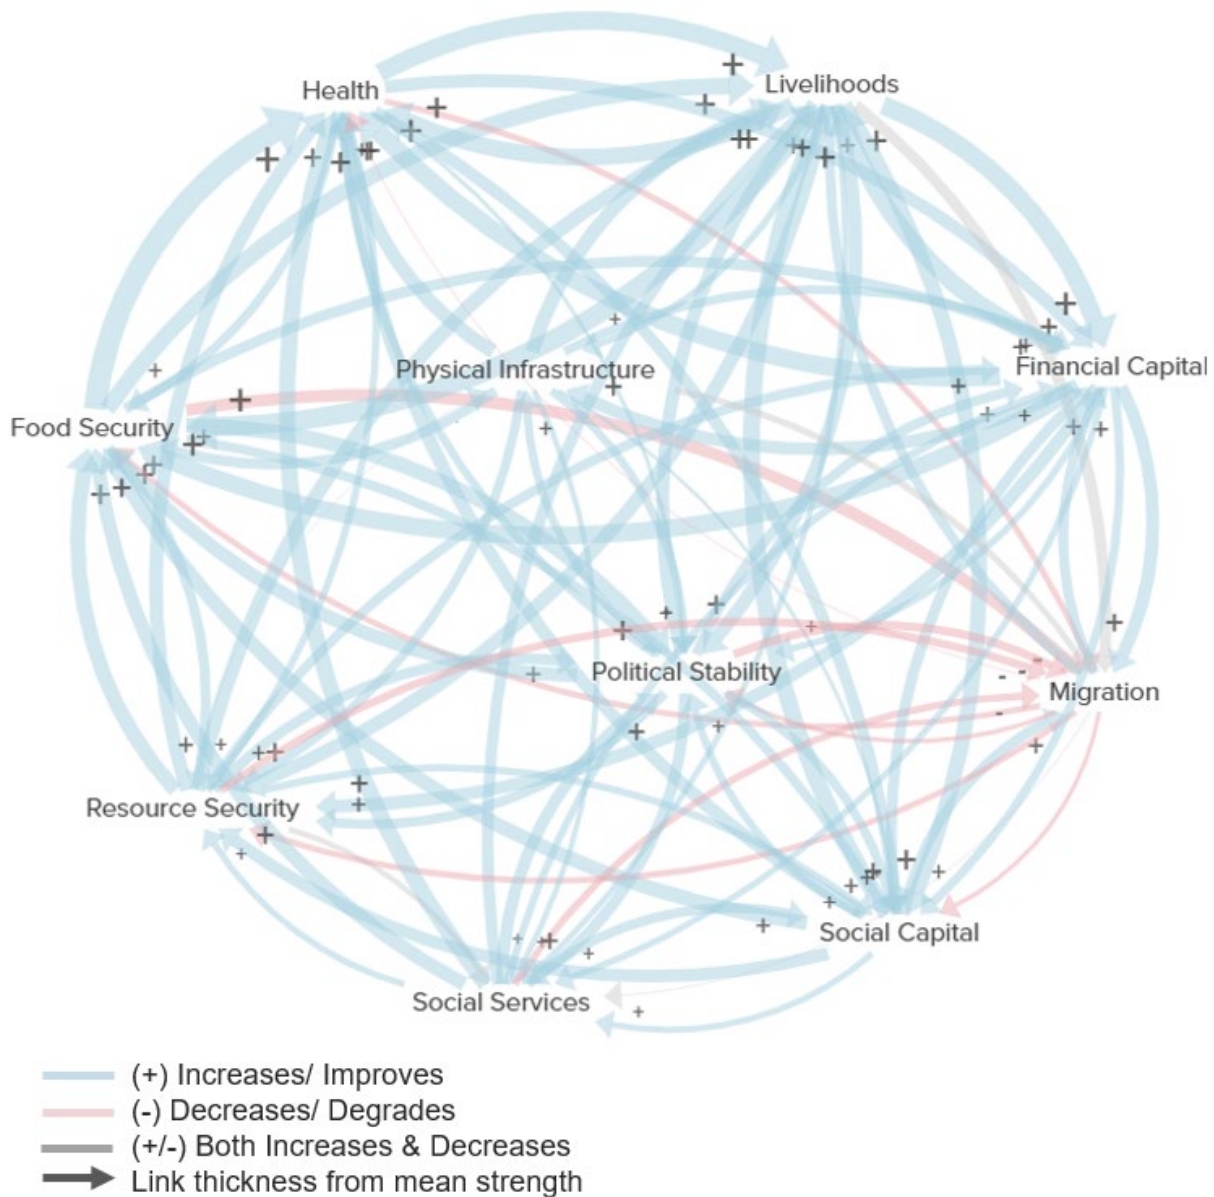 Health
Livelihoods
Physical Infrastructure
Financial Capital
Food Security
Political Stability
Migration
Resource Security
Social Capital
Social Services
(+) Increases/ Improves
(-) Decreases/ Degrades
(+/-) Both Increases & Decreases
Link thickness from mean strength